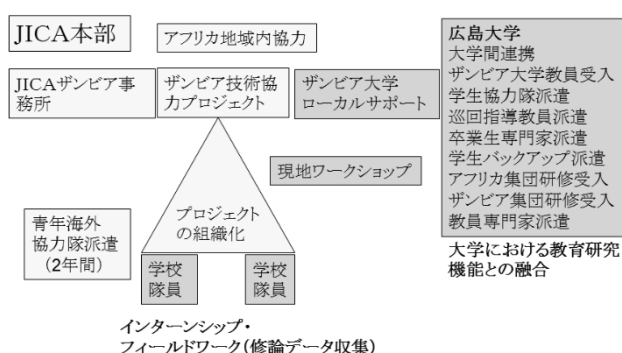 JICA本部
アフリカ地域内協力
JICAザンビア事
務所
ザンビア技術協
力プロジェクト
ザンビア大学
ローカルサポート
現地ワークショップ
プロジェクト
の組織化
青年海外
協力隊派遣
(2年間)
学校
隊員
学校
隊員
インターンシップ・
フィールドワーク(修論データ収集)
広島大学
大学間連携
ザンビア大学教員受入
学生協力隊派遣
巡回指導教員派遣
卒業生専門家派遣
学生バックアップ派遣
アフリカ集団研修受入
ザンビア集団研修受入
教員専門家派遣
大学における教育研究
機能との融合